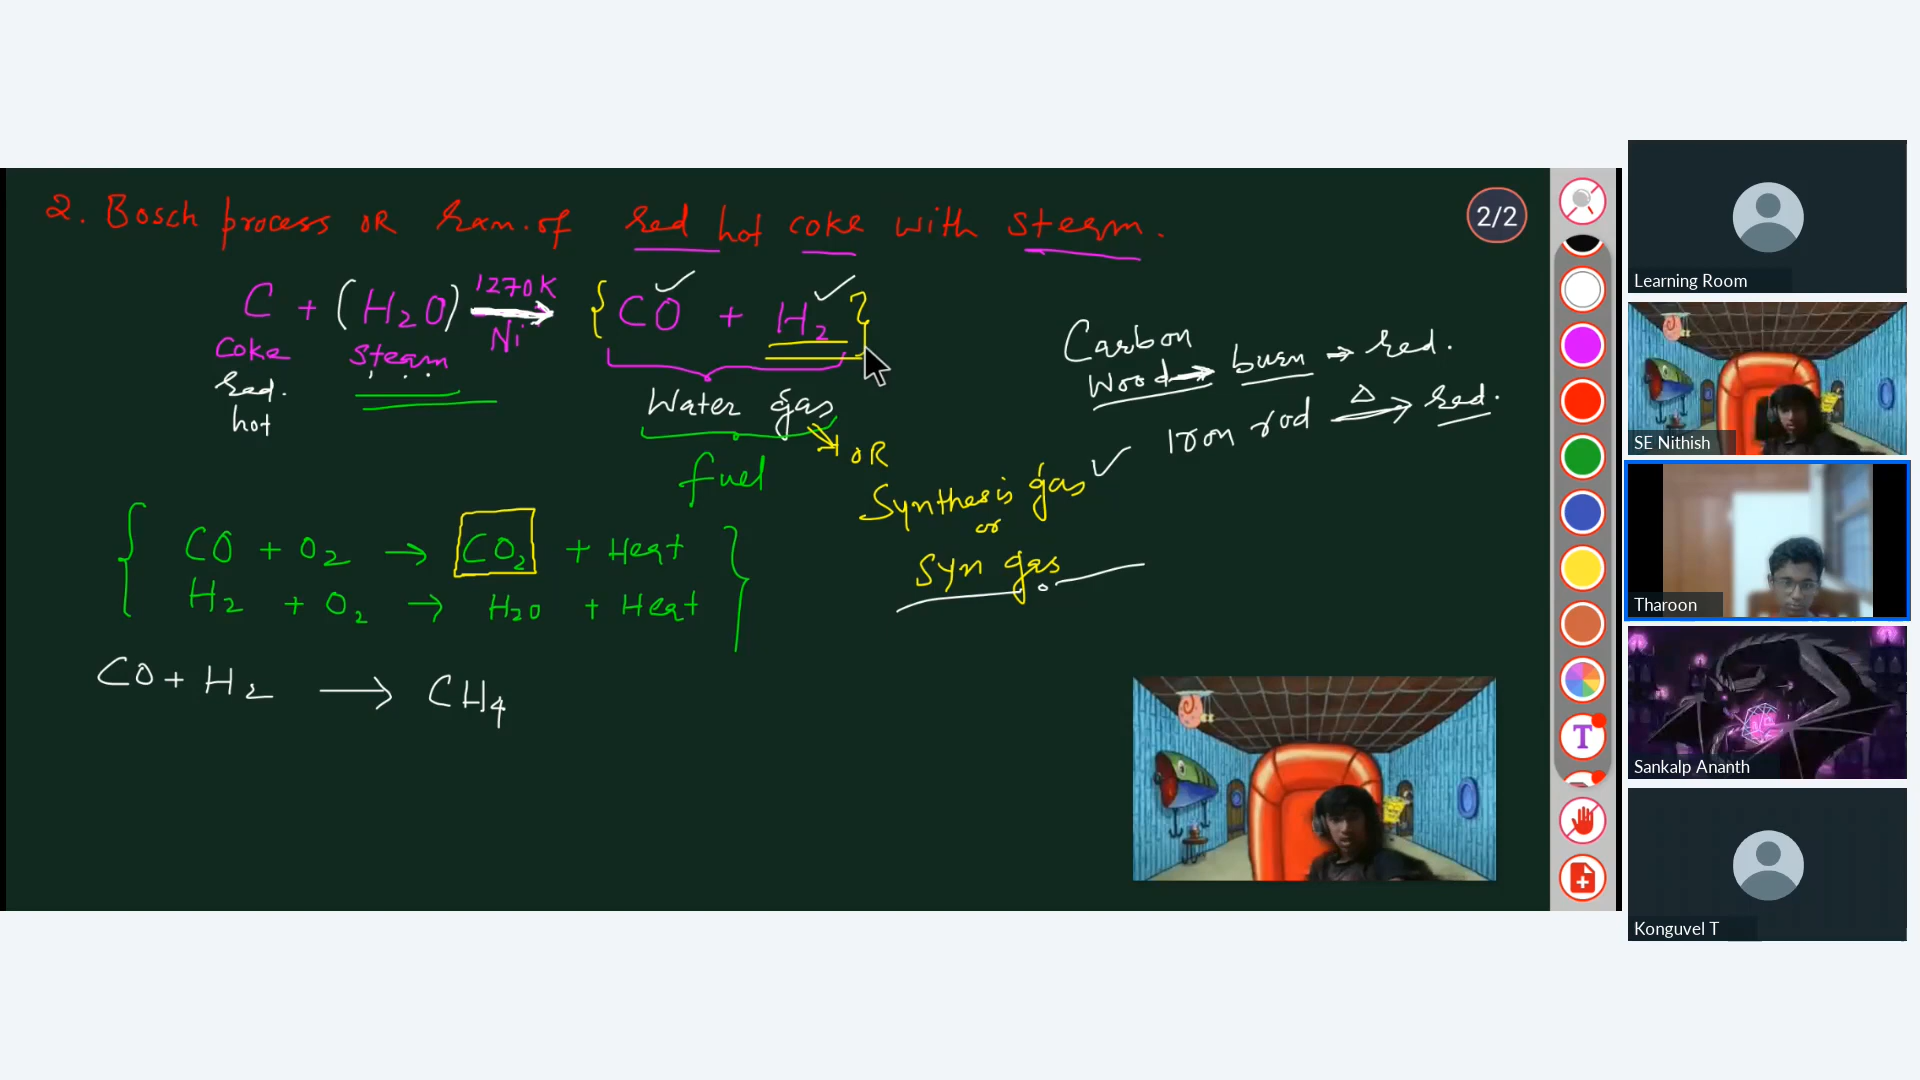 2. Bosch process OR rxn. of red hot coke with steam.
2/2
C + (H2O) 1270K Ni → {CO ✓ + H2 ✓}
Coke steam
red. hot
Water gas
fuel
OR
Synthesis gas ✓
or
Syn gas
Carbon
Wood → burn → red.
Iron rod Δ → red.
CO + O2 → CO2 + Heat
H2 + O2 → H2O + Heat
CO + H2 → CH4
T
Learning Room
SE Nithish
Tharoon
Sankalp Ananth
Konguvel T